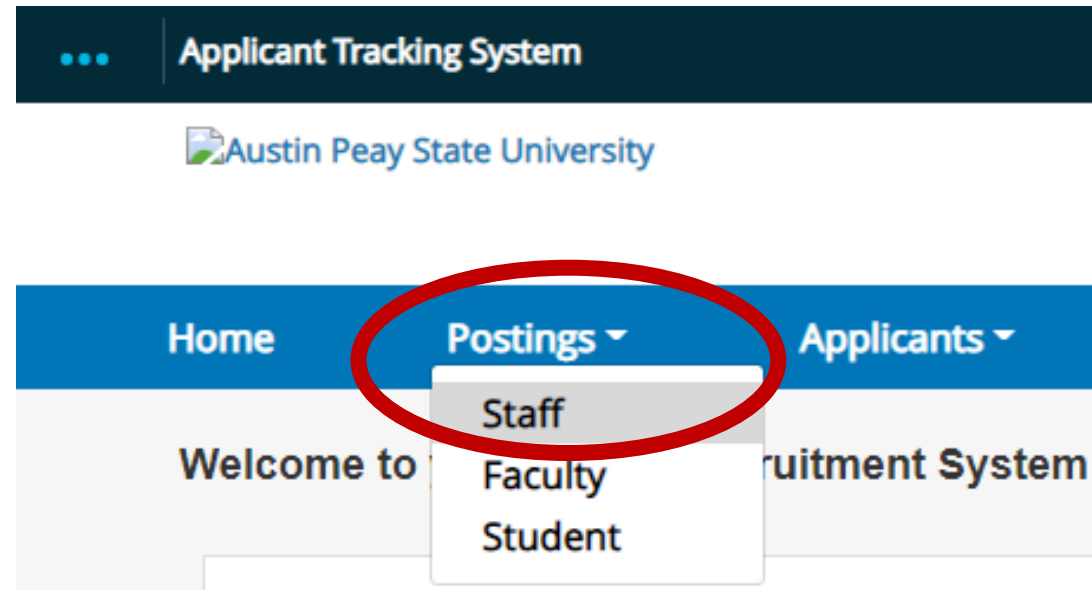 Applicant Tracking System
Austin Peay State University
Home Postings Applicants
Staff
Welcome to ruitment System
Faculty
Student